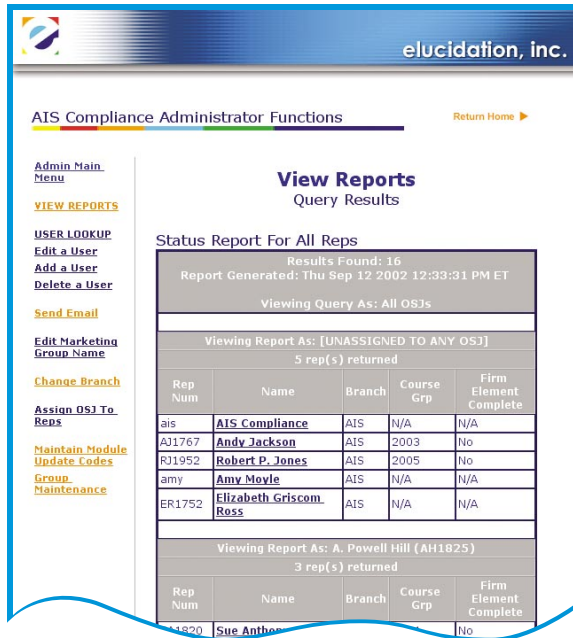 elucidation, inc.
AIS Compliance Administrator Functions
Return Home
Admin Main
Menu
VIEW REPORTS
USER LOOKUP
Edit a User
Add a User
Delete a User
Send Email
Edit Marketing
Group Name
Change Branch
Assign OSJ To
Reps
Maintain Module
Update Codes
Group
Maintenance
View Reports
Query Results
Status Report For All Reps
Results Found: 16
Report Generated: Thu Sep 12 2002 12:33:31 PM ET
Viewing Query As: All OSJs
Viewing Report As: [UNASSIGNED TO ANY OSJ]
5 rep(s) returned
Rep Num Name Branch Course Grp Firm Element Complete
ais AIS Compliance AIS N/A N/A
AJ1767 Andy Jackson AIS 2003 No
RJ1952 Robert P. Jones AIS 2005 No
amy Amy Moyle AIS N/A N/A
ER1752 Elizabeth Griscom Ross AIS N/A N/A
Viewing Report As: A. Powell Hill (AH1825)
3 rep(s) returned
Rep Num Name Branch Course Grp Firm Element Complete
Sue No